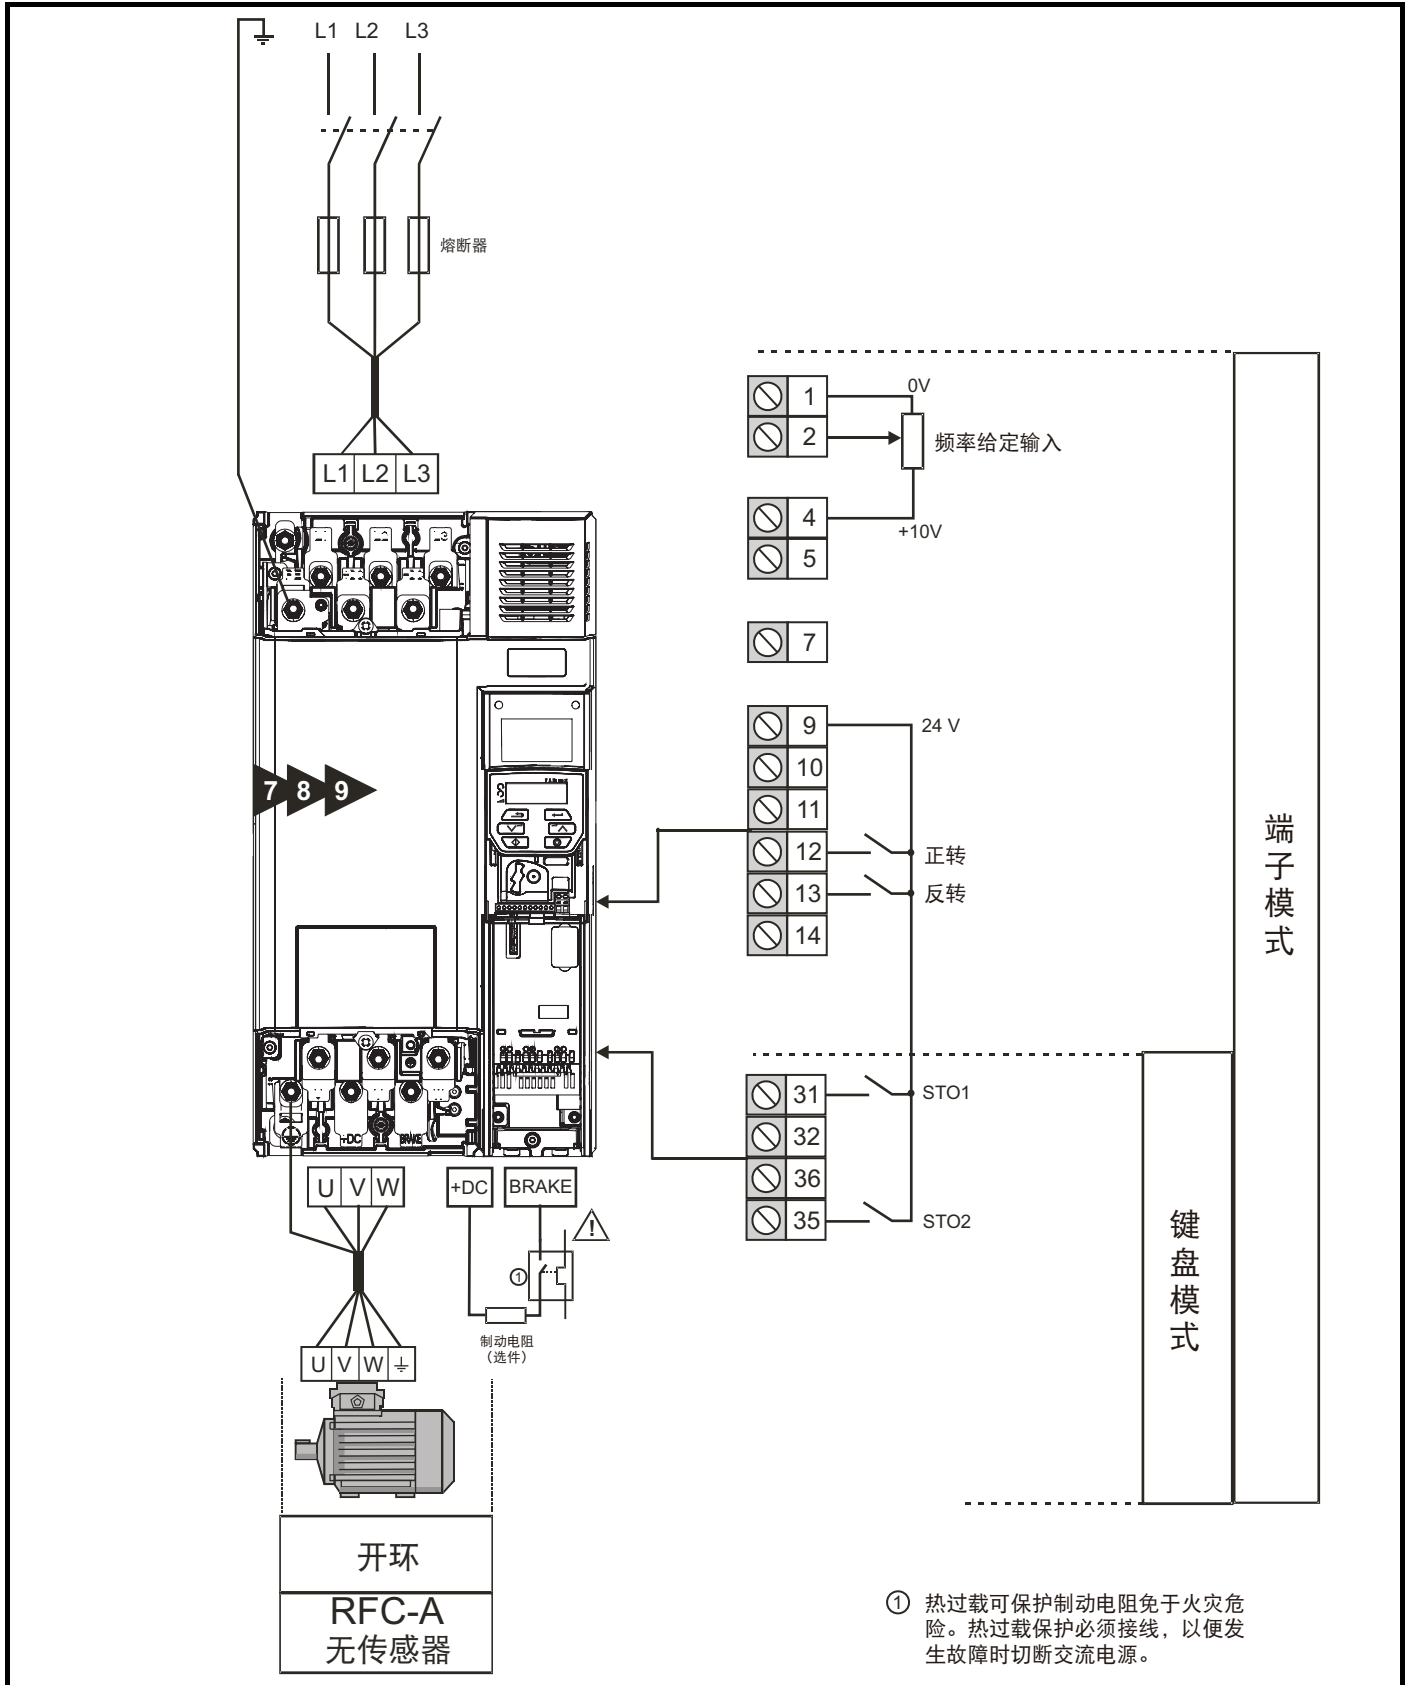 L1 L2 L3
熔断器
L1 L2 L3
1
0V
2
频率给定输入
4
+10V
5
7
9
24 V
10
11
12
正转
13
反转
14
7 8 9
端子模式
31
STO1
32
36
35
STO2
键盘模式
+DC
BRAKE
U V W
+DC
BRAKE
①
制动电阻
（选件）
U V W
开环
RFC-A
无传感器
① 热过载可保护制动电阻免于火灾危
险。热过载保护必须接线，以便发
生故障时切断交流电源。